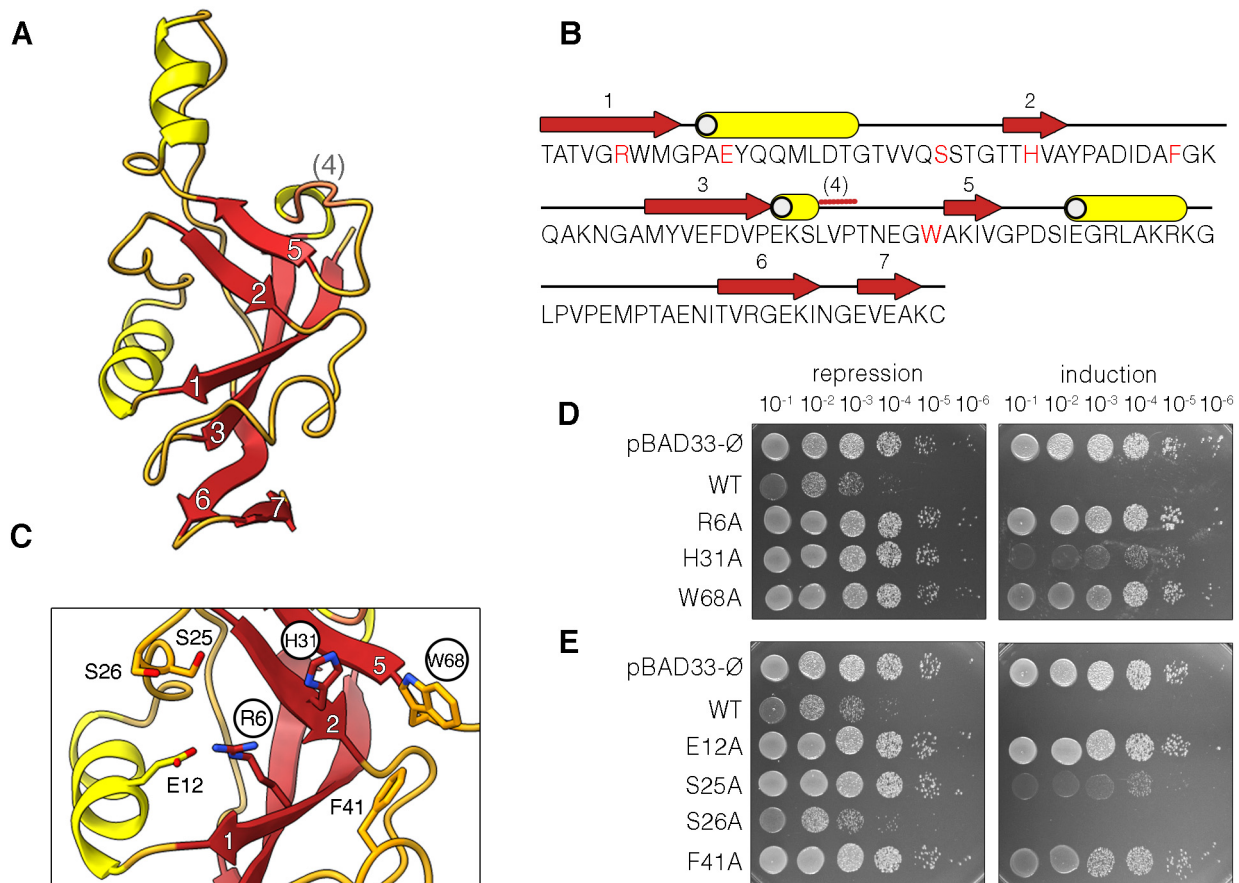 A
(4)
5
2
1
3
6
7
B
1 2
TATVGRWMGPAEYQQMLDTGTVVQSSTGTTHVAYPADIDAFGK
3 (4) 5
QAKNGAMYVEFDVPEKSLVPTNEGWAKIVGPDSIEGRLAKRKG
6 7
LPVPEMPTAENITVRGEKINGEVEAKC
C
S25
S26
H31
5
W68
R6
2
E12
F41
1
repression induction
D
10-1 10-2 10-3 10-4 10-5 10-6 10-1 10-2 10-3 10-4 10-5 10-6
pBAD33-Ø
WT
R6A
H31A
W68A
E
pBAD33-Ø
WT
E12A
S25A
S26A
F41A